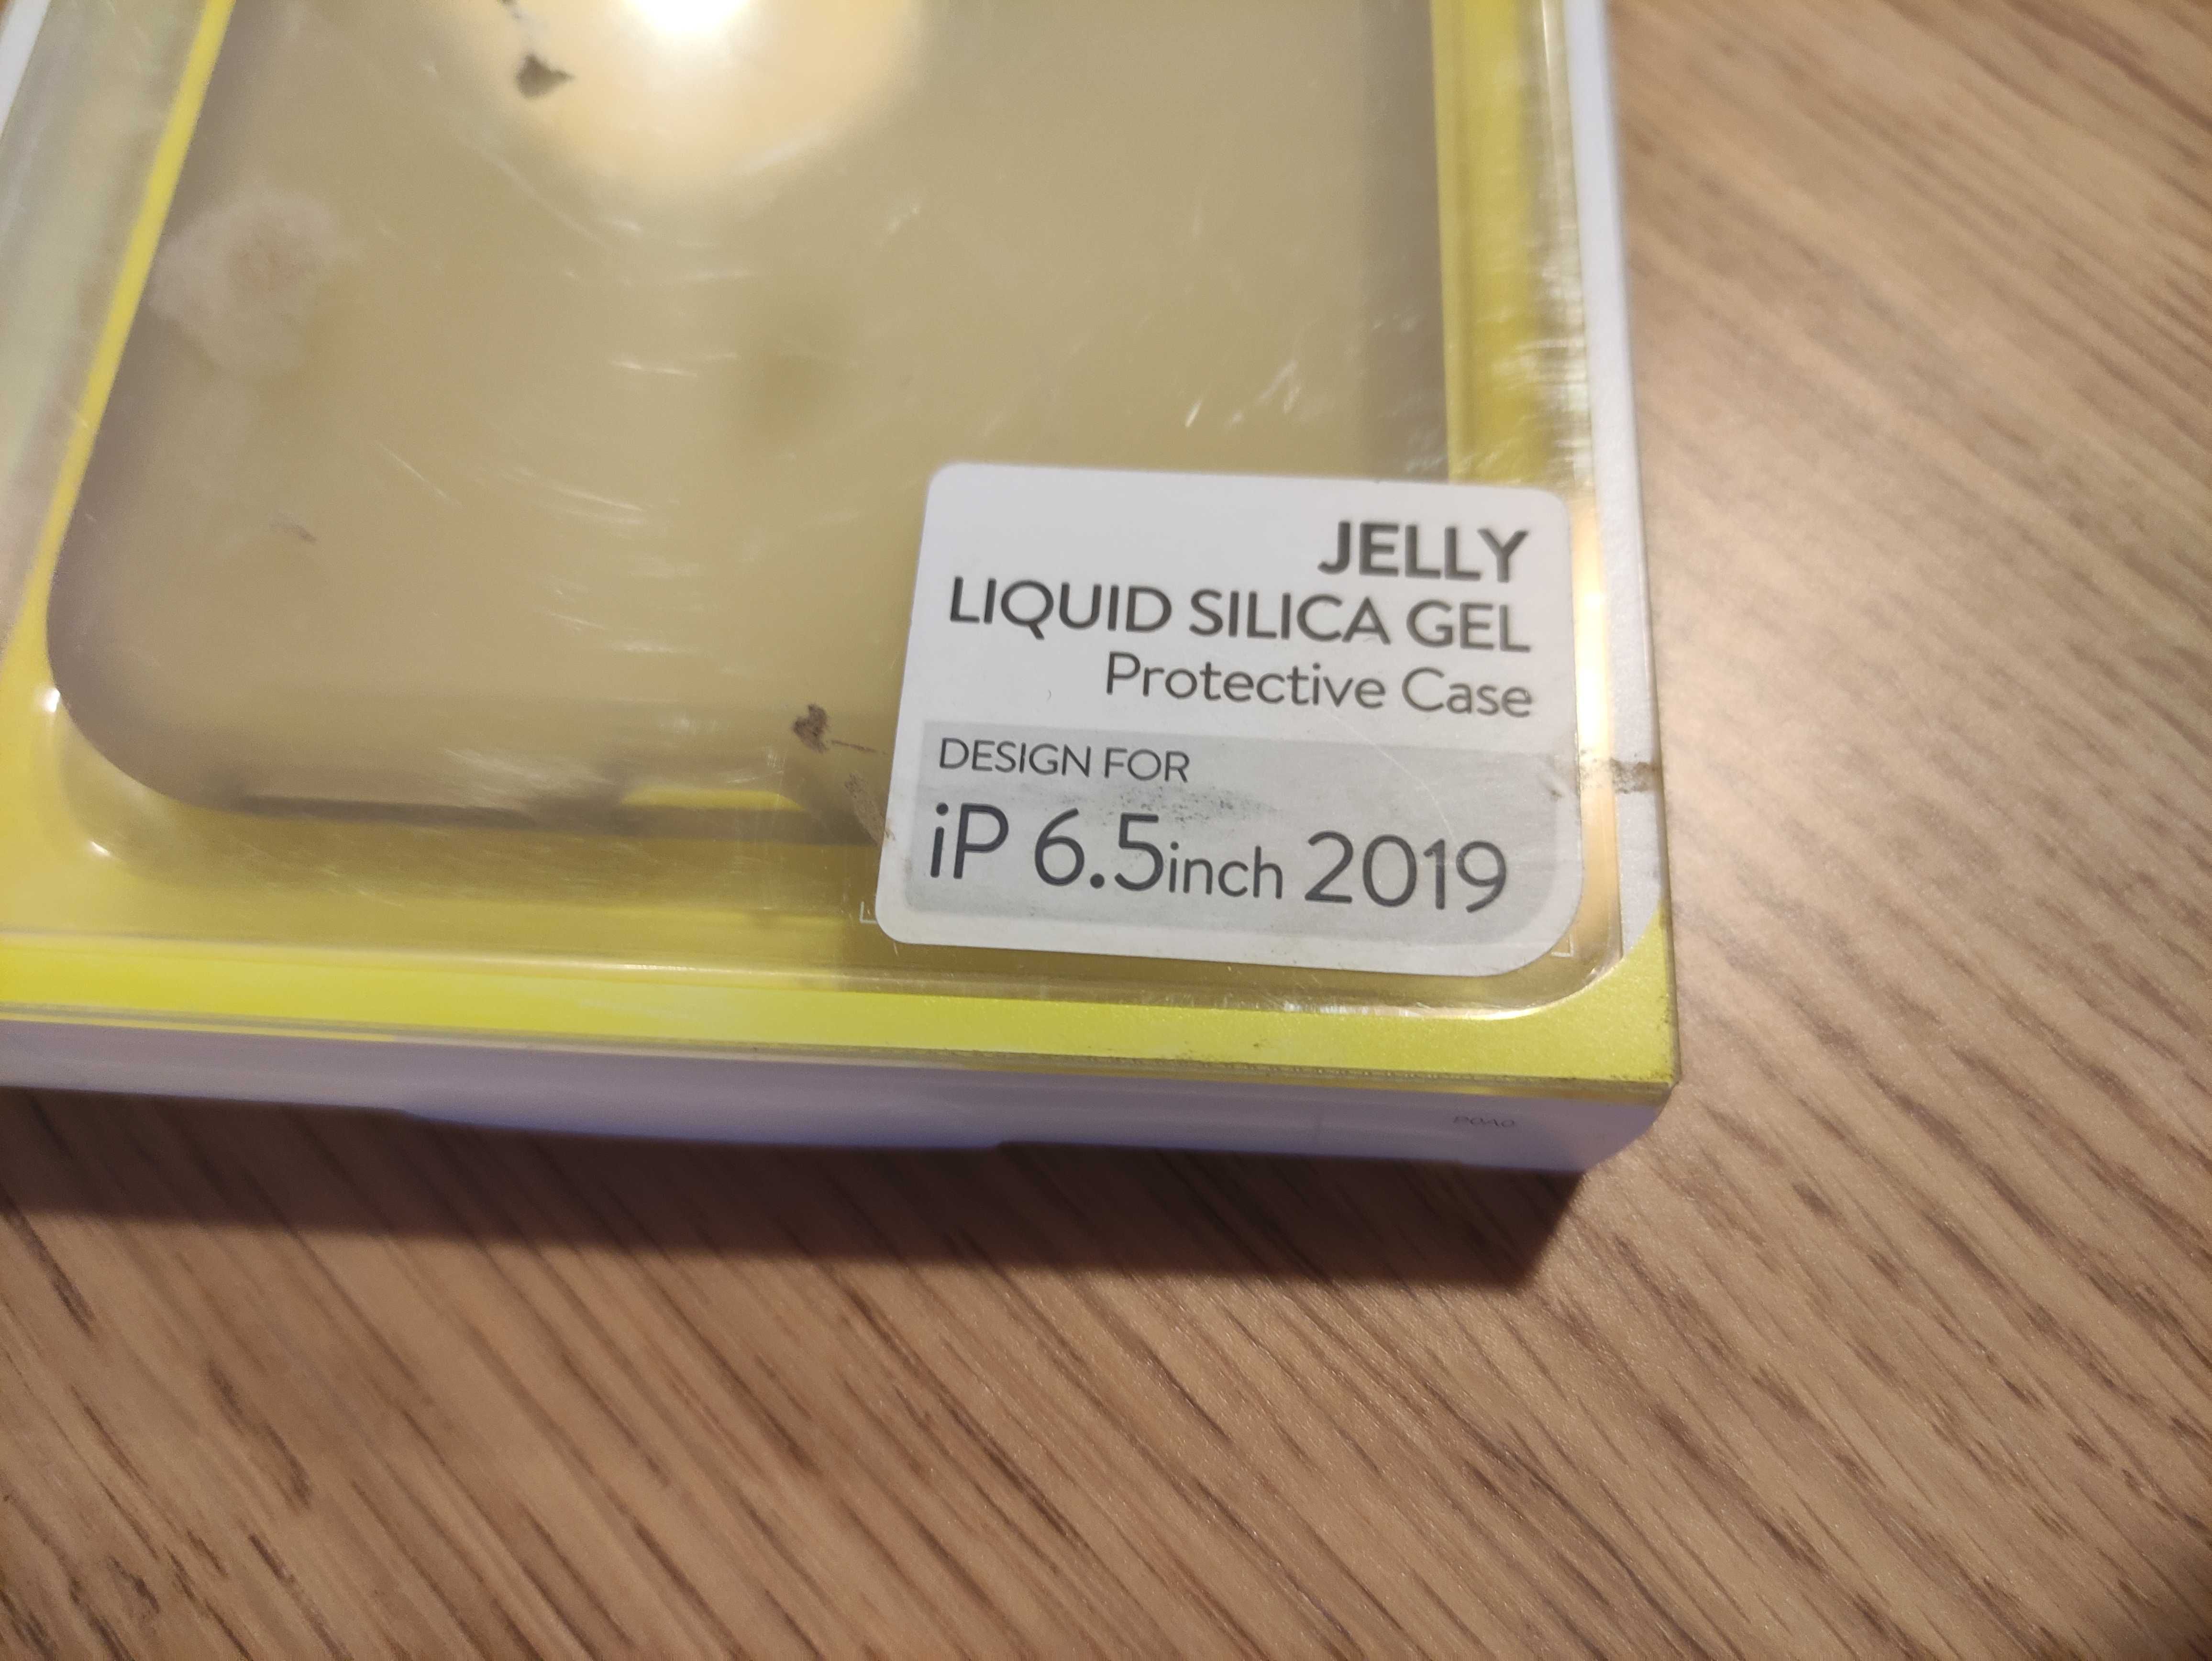 JELLY
LIQUID SILICA GEL
Protective Case
DESIGN FOR
iP 6.5inch 2019